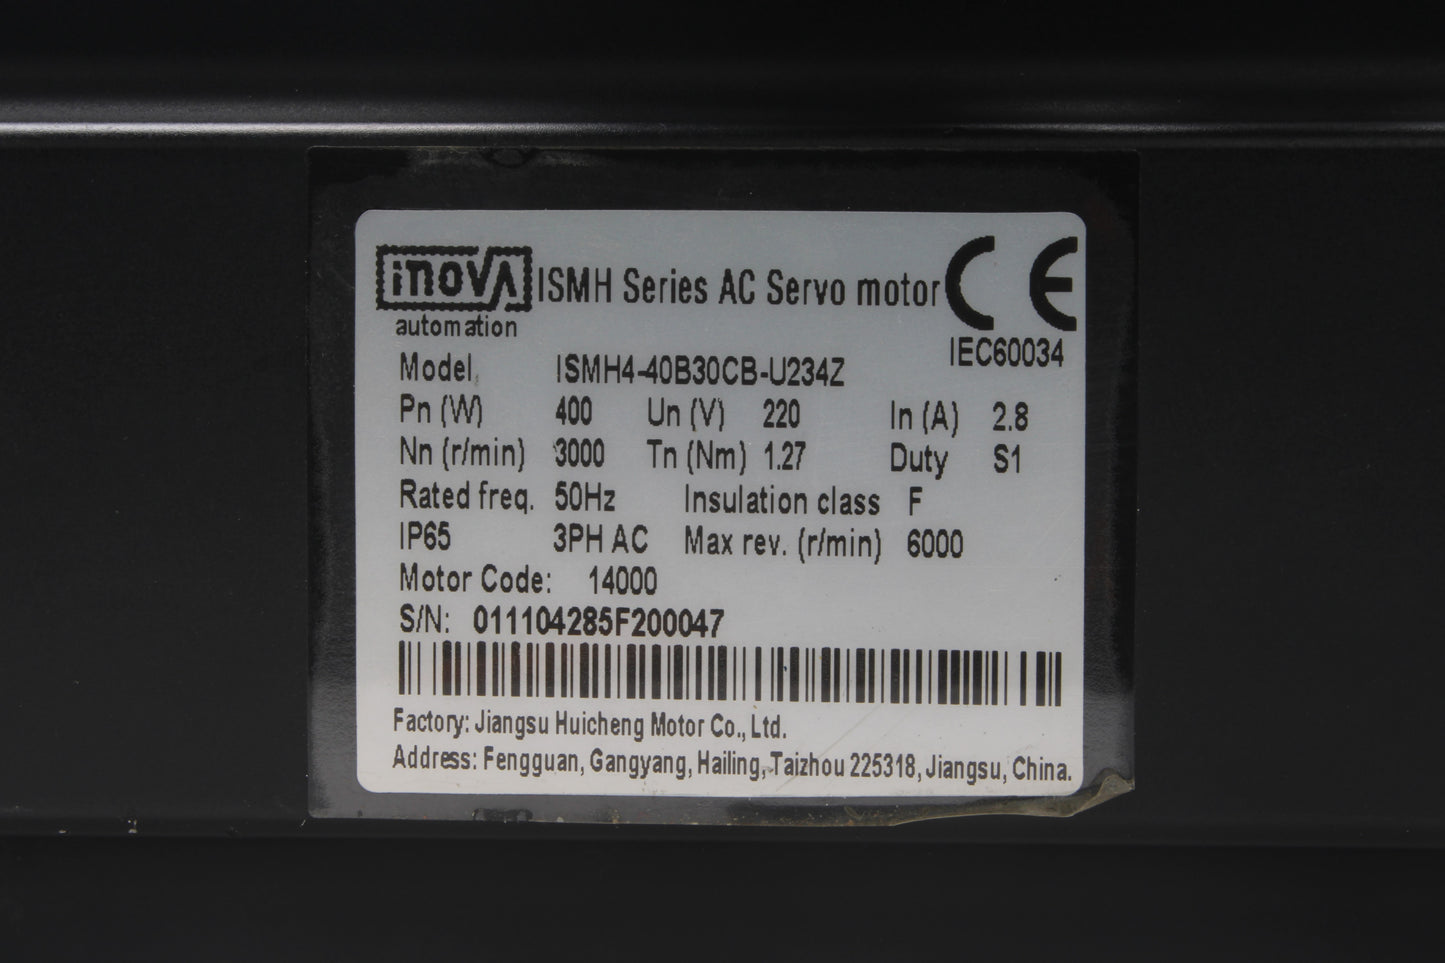 inovA ISMH Series AC Servo motor CE
automation IEC60034
Model ISMH4-40B30CB-U234Z
Pn (W) 400 Un (V) 220 In (A) 2.8
Nn (r/min) 3000 Tn (Nm) 1.27 Duty S1
Rated freq. 50Hz Insulation class F
IP65 3PH AC Max rev. (r/min) 6000
Motor Code: 14000
S/N: 011104285F200047
Factory: Jiangsu Huicheng Motor Co., Ltd.
Address: Fengguan, Gangyang, Hailing, Taizhou 225318, Jiangsu, China.